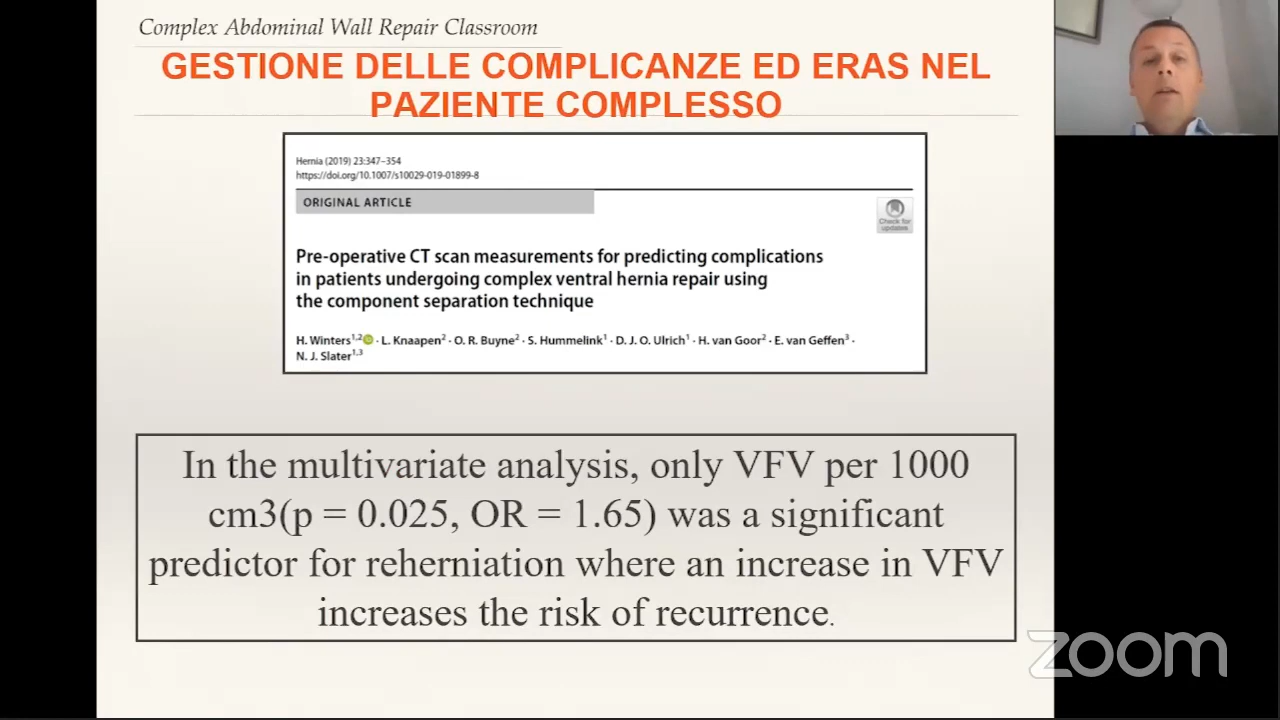 Complex Abdominal Wall Repair Classroom
GESTIONE DELLE COMPLICANZE ED ERAS NEL
PAZIENTE COMPLESSO
Hernia (2019) 23:347–354
https://doi.org/10.1007/s10029-019-01899-8
ORIGINAL ARTICLE
Check for
updates
Pre-operative CT scan measurements for predicting complications
in patients undergoing complex ventral hernia repair using
the component separation technique
H. Winters1,2 · L. Knaapen2 · O. R. Buyne2 · S. Hummelink1 · D. J. O. Ulrich1 · H. van Goor2 · E. van Geffen3 ·
N. J. Slater1,3
In the multivariate analysis, only VFV per 1000
cm3(p = 0.025, OR = 1.65) was a significant
predictor for reherniation where an increase in VFV
increases the risk of recurrence.
zoom